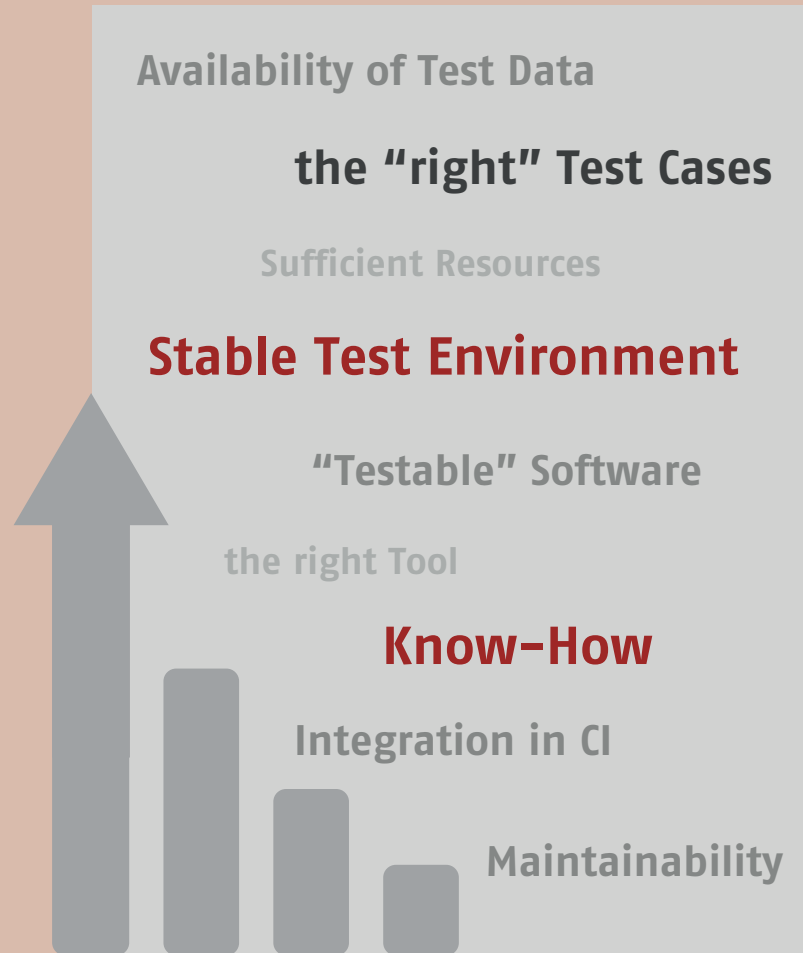 Availability of Test Data
the “right” Test Cases
Sufficient Resources
Stable Test Environment
“Testable” Software
the right Tool
Know-How
Integration in CI
Maintainability